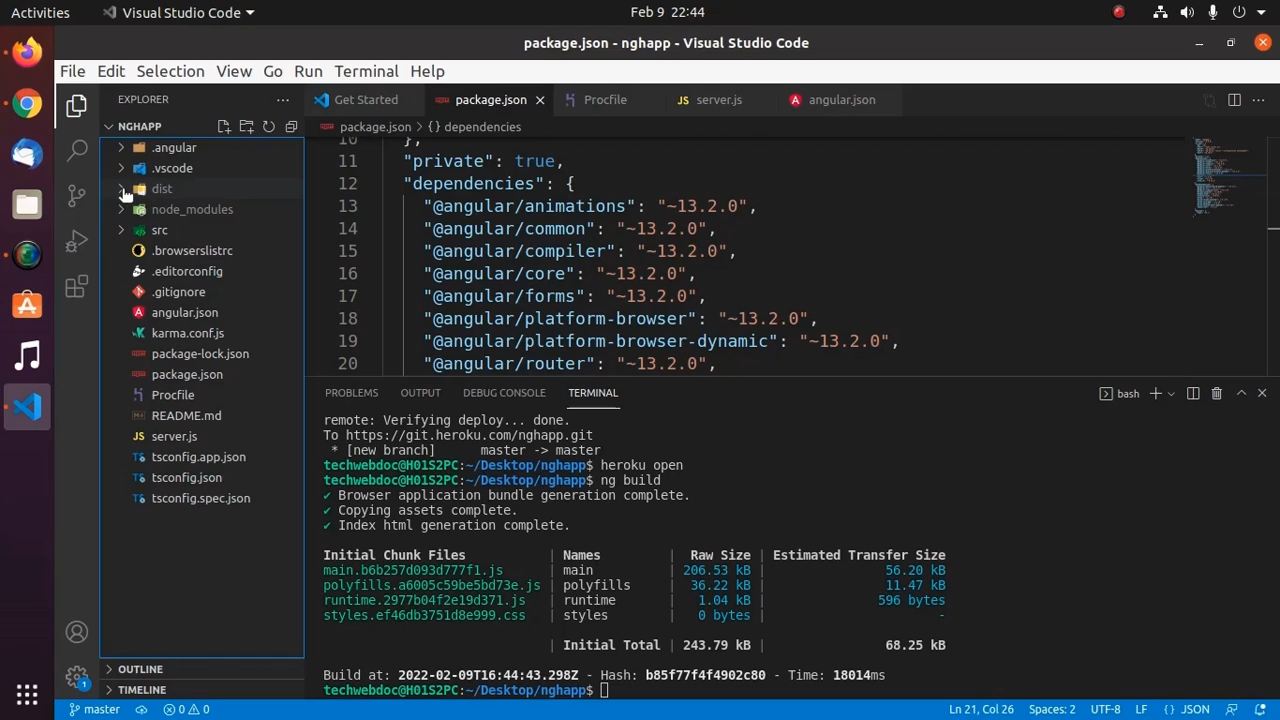 Activities
Visual Studio Code
Feb 9 22:44
package.json - nghapp - Visual Studio Code
File Edit Selection View Go Run Terminal Help
EXPLORER
NGHAPP
.angular
.vscode
dist
node_modules
src
.browserslistrc
.editorconfig
.gitignore
angular.json
karma.conf.js
package-lock.json
package.json
Procfile
README.md
JS server.js
tsconfig.app.json
tsconfig.json
tsconfig.spec.json
OUTLINE
TIMELINE
Get Started
package.json
Procfile
JS server.js
angular.json
package.json {} dependencies
10 },
11 "private": true,
12 "dependencies": {
13 "@angular/animations": "~13.2.0",
14 "@angular/common": "~13.2.0",
15 "@angular/compiler": "~13.2.0",
16 "@angular/core": "~13.2.0",
17 "@angular/forms": "~13.2.0",
18 "@angular/platform-browser": "~13.2.0",
19 "@angular/platform-browser-dynamic": "~13.2.0",
20 "@angular/router": "~13.2.0",
PROBLEMS OUTPUT DEBUG CONSOLE TERMINAL
bash
remote: Verifying deploy... done.
To https://git.heroku.com/nghapp.git
* [new branch] master -> master
techwebdoc@H01S2PC:~/Desktop/nghapp$ heroku open
techwebdoc@H01S2PC:~/Desktop/nghapp$ ng build
✔ Browser application bundle generation complete.
✔ Copying assets complete.
✔ Index html generation complete.
Initial Chunk Files | Names | Raw Size | Estimated Transfer Size
main.b6b257d093d777f1.js | main | 206.53 kB | 56.20 kB
polyfills.a6005c59be5bd73e.js | polyfills | 36.22 kB | 11.47 kB
runtime.2977b04f2e19d371.js | runtime | 1.04 kB | 596 bytes
styles.ef46db3751d8e999.css | styles | 0 bytes | -
| Initial Total | 243.79 kB | 68.25 kB
Build at: 2022-02-09T16:44:43.298Z - Hash: b85f77f4f4902c80 - Time: 18014ms
techwebdoc@H01S2PC:~/Desktop/nghapp$
1
master
0 0
Ln 21, Col 26
Spaces: 2
UTF-8
LF
{} JSON